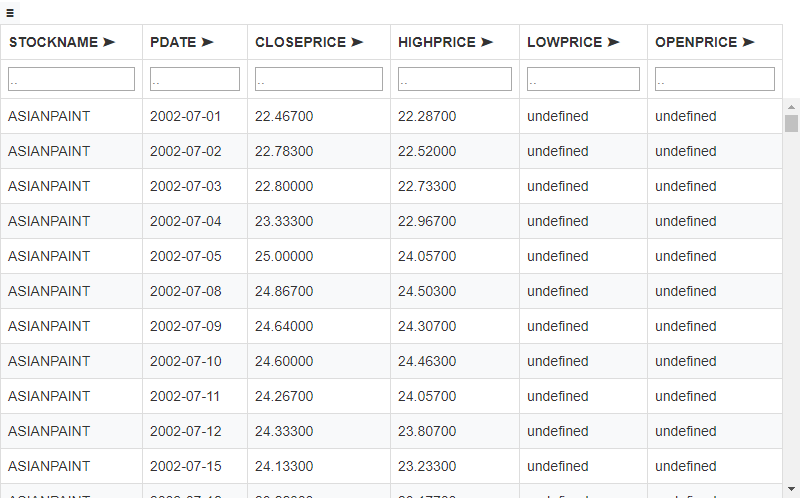 STOCKNAME ➤ PDATE ➤ CLOSEPRICE ➤ HIGHPRICE ➤ LOWPRICE ➤ OPENPRICE ➤
.. .. .. .. .. ..
ASIANPAINT 2002-07-01 22.46700 22.28700 undefined undefined
ASIANPAINT 2002-07-02 22.78300 22.52000 undefined undefined
ASIANPAINT 2002-07-03 22.80000 22.73300 undefined undefined
ASIANPAINT 2002-07-04 23.33300 22.96700 undefined undefined
ASIANPAINT 2002-07-05 25.00000 24.05700 undefined undefined
ASIANPAINT 2002-07-08 24.86700 24.50300 undefined undefined
ASIANPAINT 2002-07-09 24.64000 24.30700 undefined undefined
ASIANPAINT 2002-07-10 24.60000 24.46300 undefined undefined
ASIANPAINT 2002-07-11 24.26700 24.05700 undefined undefined
ASIANPAINT 2002-07-12 24.33300 23.80700 undefined undefined
ASIANPAINT 2002-07-15 24.13300 23.23300 undefined undefined